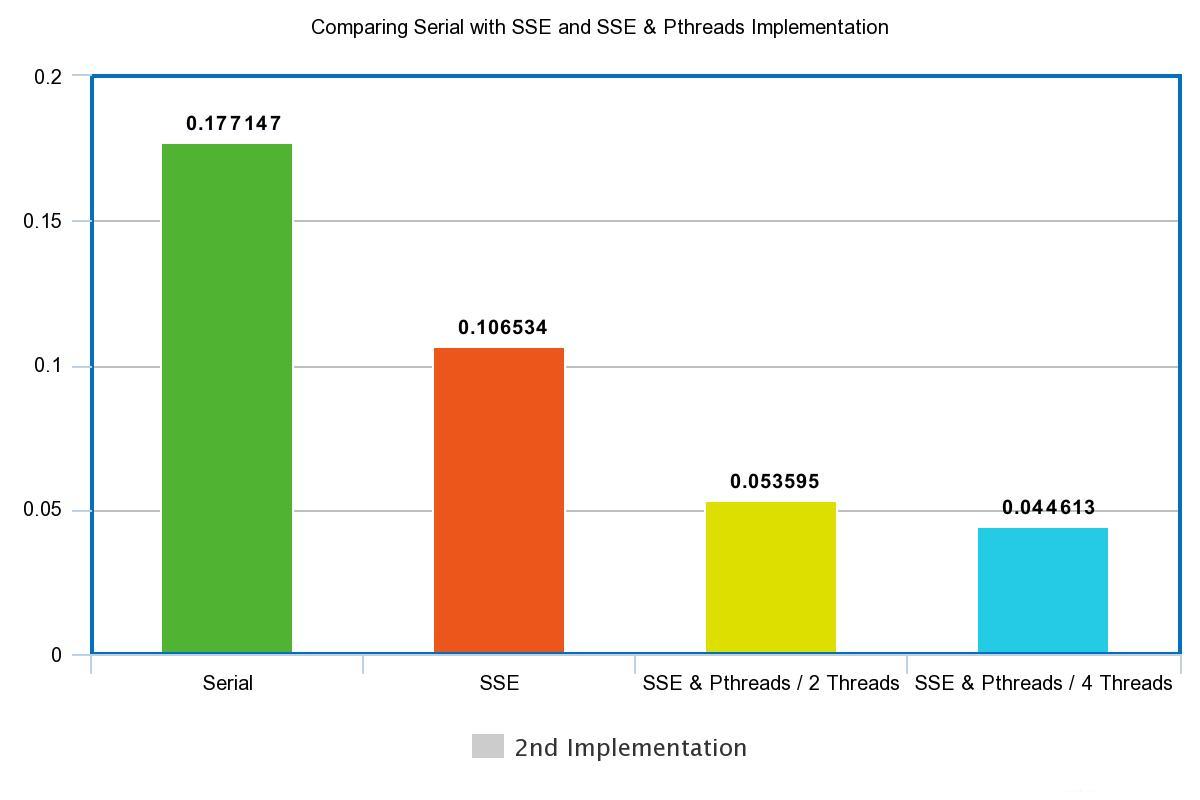 Comparing Serial with SSE and SSE & Pthreads Implementation
0.2
0.177147
0.15
0.106534
0.1
0.053595
0.05
0.044613
0
Serial
SSE
SSE & Pthreads / 2 Threads
SSE & Pthreads / 4 Threads
2nd Implementation